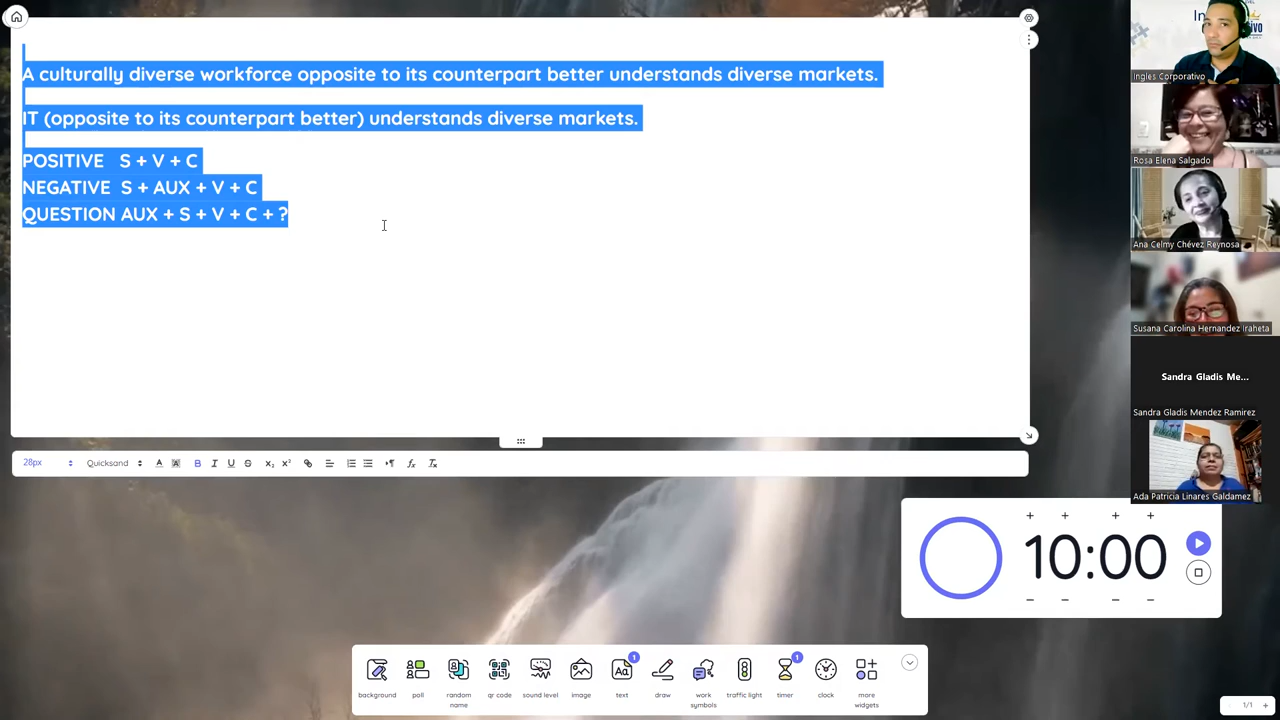 A culturally diverse workforce opposite to its counterpart better understands diverse markets.
IT (opposite to its counterpart better) understands diverse markets.
POSITIVE S + V + C
NEGATIVE S + AUX + V + C
QUESTION AUX + S + V + C + ?
28px
Quicksand
Ingles Corporativo
Rosa Elena Salgado
Ana Celmy Chévez Reynosa
Susana Carolina Hernandez Iraheta
Sandra Gladis Me...
Sandra Gladis Mendez Ramirez
Ada Patricia Linares Galdamez
10:00
background
poll
random name
qr code
sound level
image
text
1
draw
work symbols
traffic light
timer
1
clock
more widgets
1/1